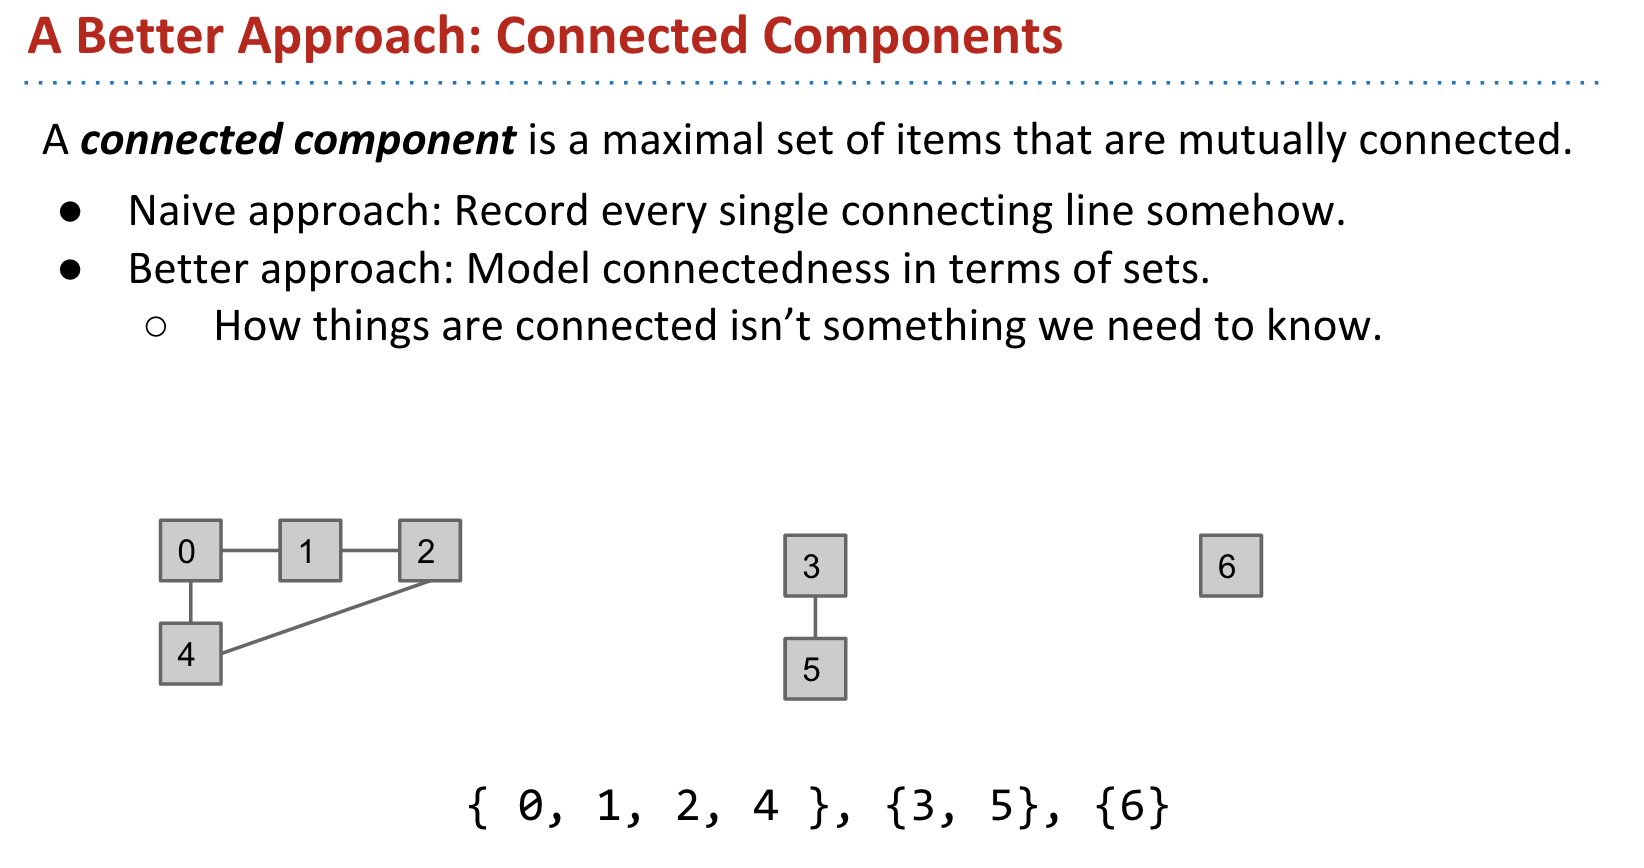 A Better Approach: Connected Components
A connected component is a maximal set of items that are mutually connected.
● Naive approach: Record every single connecting line somehow.
● Better approach: Model connectedness in terms of sets.
○ How things are connected isn’t something we need to know.
0 1 2
3
6
4
5
{ 0, 1, 2, 4 }, {3, 5}, {6}